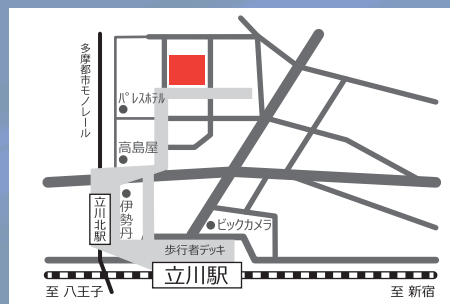 多摩都市モノレール
パレスホテル
高島屋
伊勢丹
立川北駅
ビックカメラ
歩行者デッキ
立川駅
至 八王子
至 新宿